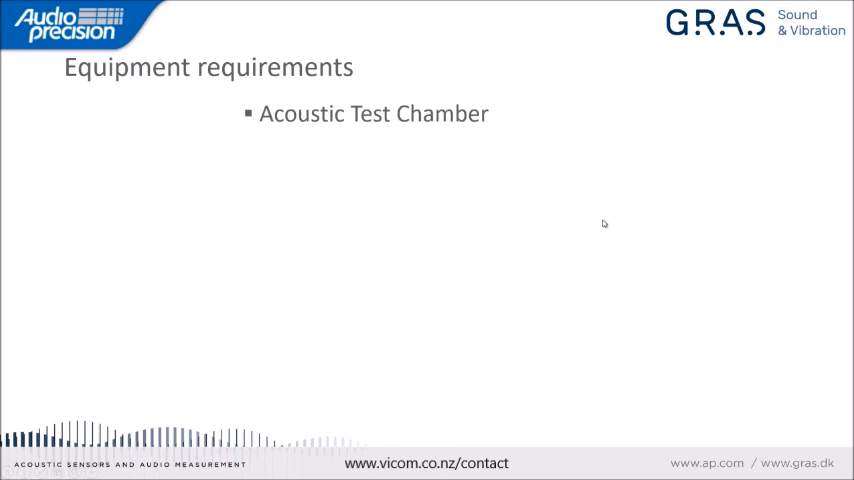 Audio
precision
GRAS Sound
& Vibration
Equipment requirements
▪ Acoustic Test Chamber
ACOUSTIC SENSORS AND AUDIO MEASUREMENT
www.vicom.co.nz/contact
www.ap.com / www.gras.dk